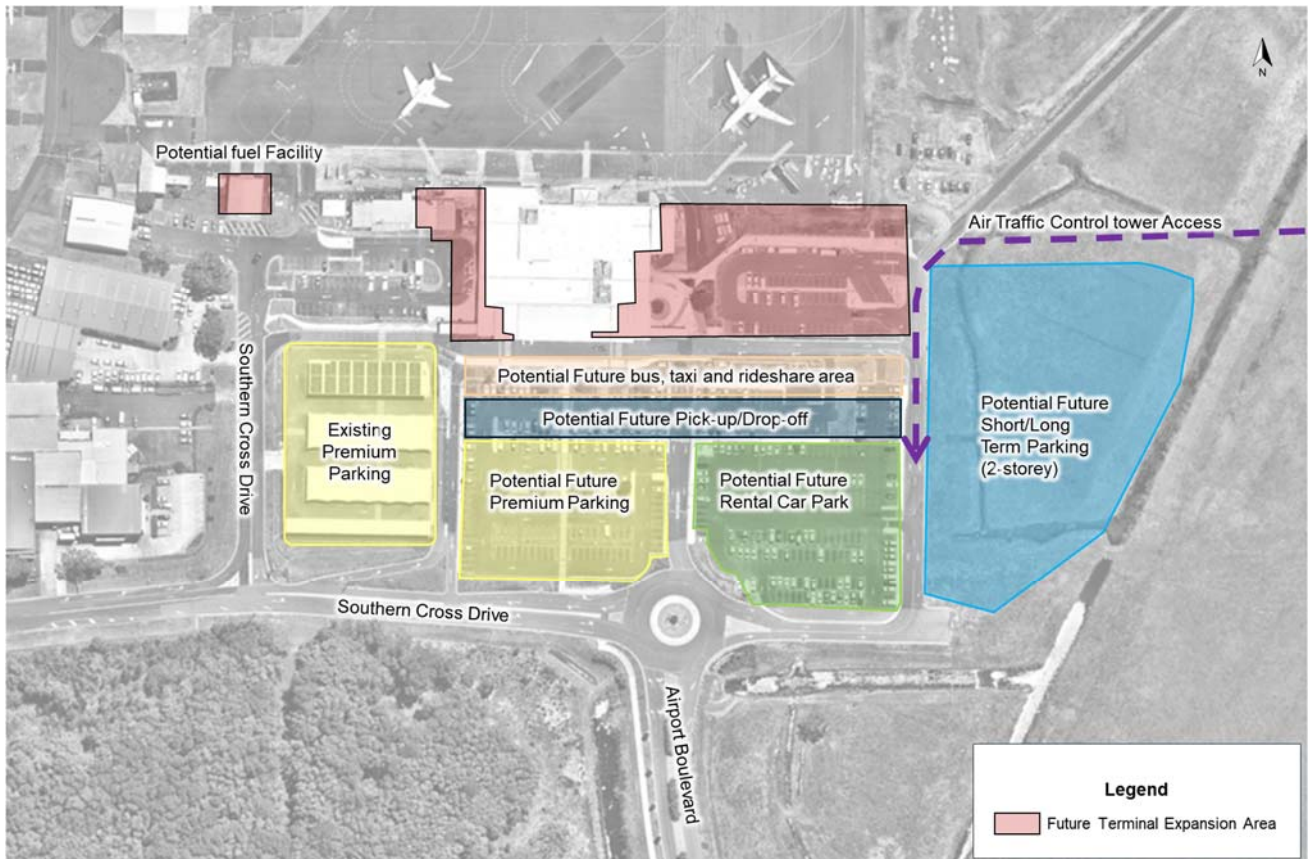 N
Potential fuel Facility
Air Traffic Control tower Access
Potential Future bus, taxi and rideshare area
Potential Future Pick-up/Drop-off
Existing
Premium
Parking
Potential Future
Premium Parking
Potential Future
Rental Car Park
Potential Future
Short/Long
Term Parking
(2-storey)
Southern Cross Drive
Southern Cross Drive
Airport Boulevard
Legend
Future Terminal Expansion Area